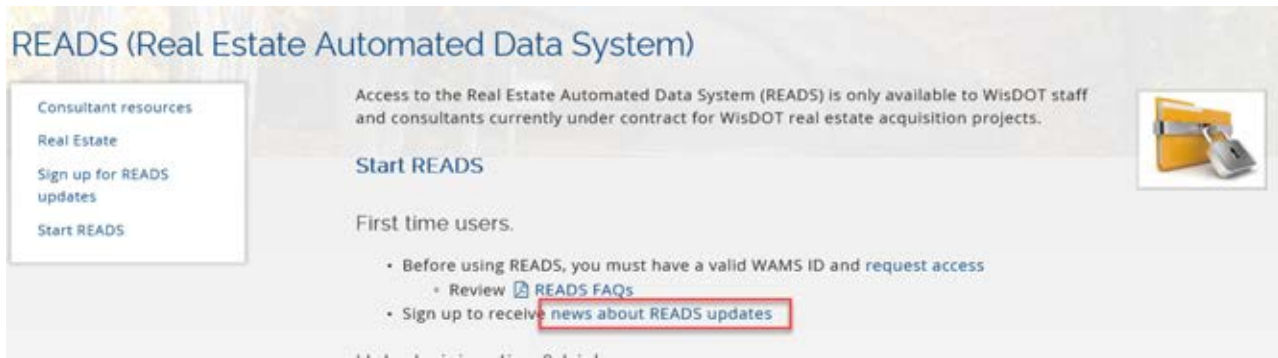 READS (Real Estate Automated Data System)
Consultant resources
Real Estate
Sign up for READS
updates
Start READS
Access to the Real Estate Automated Data System (READS) is only available to WisDOT staff
and consultants currently under contract for WisDOT real estate acquisition projects.
Start READS
First time users.
• Before using READS, you must have a valid WAMS ID and request access
• Review READS FAQs
• Sign up to receive news about READS updates